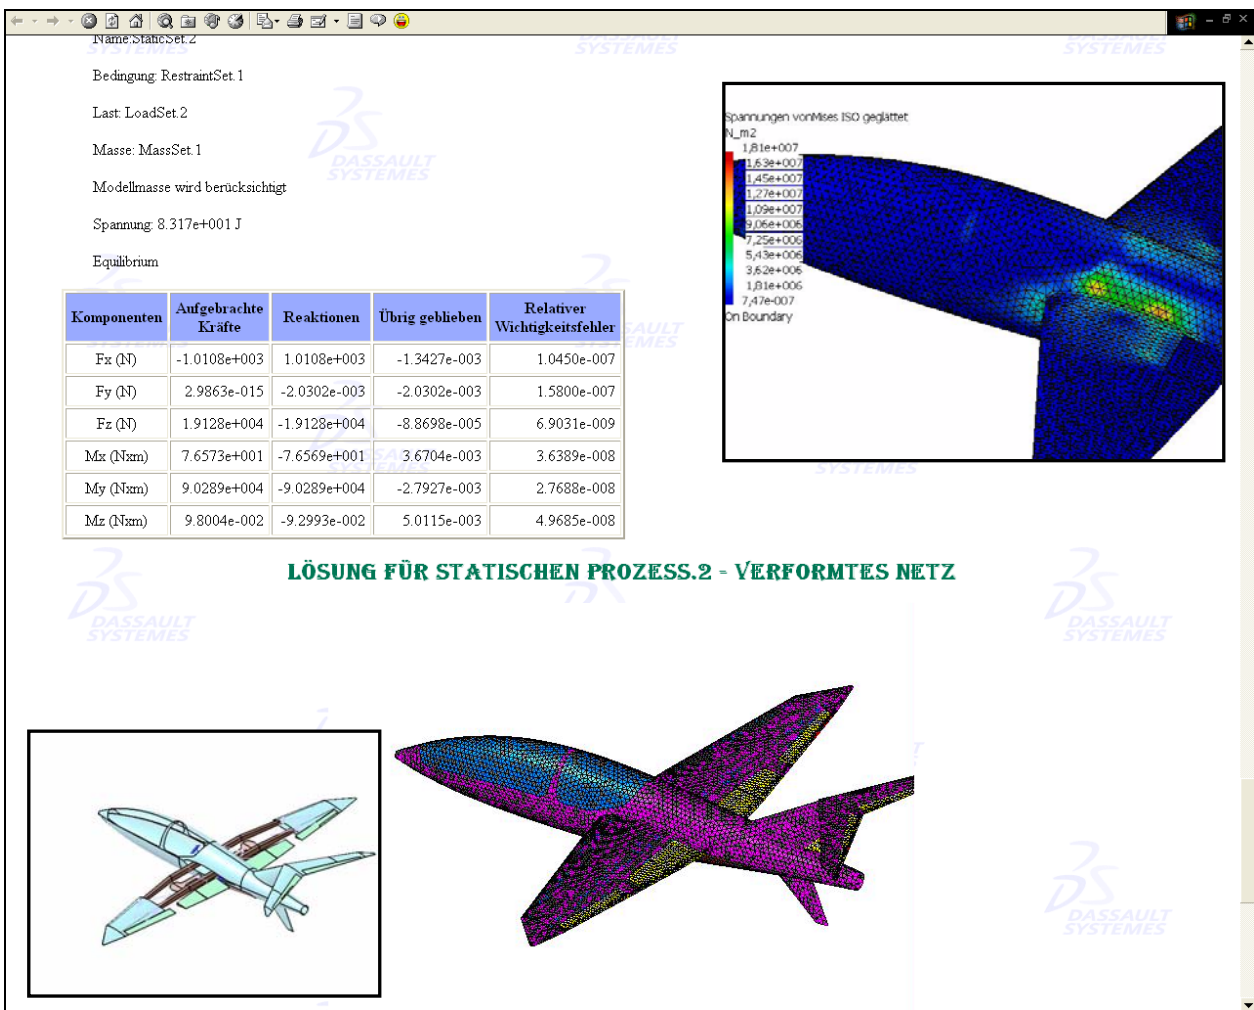 Name:StaticSet.2
Bedingung: RestraintSet.1
Last: LoadSet.2
Masse: MassSet.1
Modellmasse wird berücksichtigt
Spannung: 8.317e+001 J
Equilibrium
Komponenten Aufgebrachte Kräfte Reaktionen Übrig geblieben Relativer Wichtigkeitsfehler
Fx (N) -1.0108e+003 1.0108e+003 -1.3427e-003 1.0450e-007
Fy (N) 2.9863e-015 -2.0302e-003 -2.0302e-003 1.5800e-007
Fz (N) 1.9128e+004 -1.9128e+004 -8.8698e-005 6.9031e-009
Mx (Nxm) 7.6573e+001 -7.6569e+001 3.6704e-003 3.6389e-008
My (Nxm) 9.0289e+004 -9.0289e+004 -2.7927e-003 2.7688e-008
Mz (Nxm) 9.8004e-002 -9.2993e-002 5.0115e-003 4.9685e-008
Spannungen vonMises ISO geglättet
N_m2
1,81e+007
1,63e+007
1,45e+007
1,27e+007
1,09e+007
9,06e+006
7,25e+006
5,43e+006
3,62e+006
1,81e+006
7,47e-007
On Boundary
LÖSUNG FÜR STATISCHEN PROZESS.2 - VERFORMTES NETZ
DASSAULT
SYSTEMES